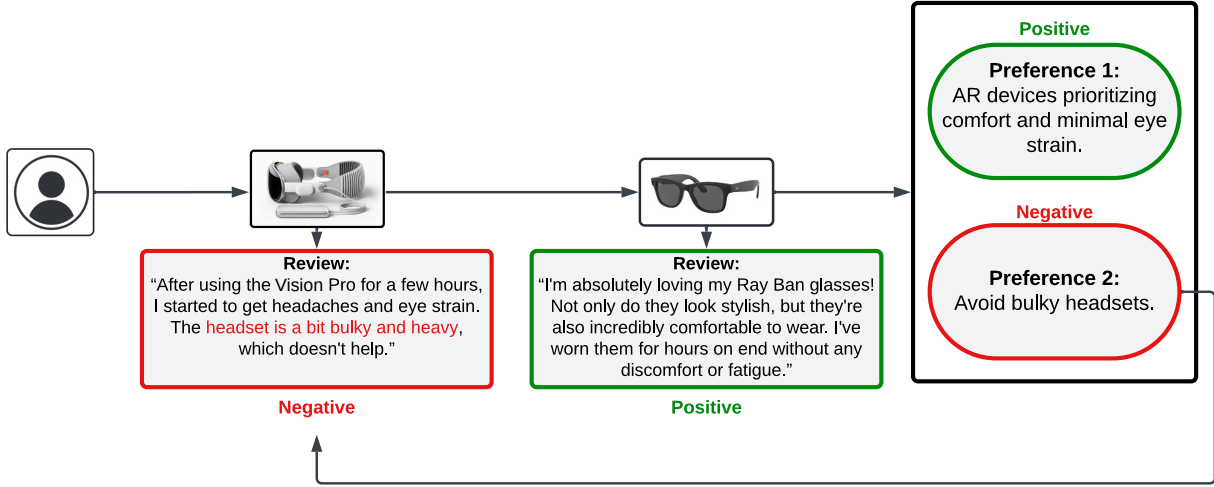 Review:
“After using the Vision Pro for a few hours,
I started to get headaches and eye strain.
The headset is a bit bulky and heavy,
which doesn't help.”
Negative
Review:
“I'm absolutely loving my Ray Ban glasses!
Not only do they look stylish, but they're
also incredibly comfortable to wear. I've
worn them for hours on end without any
discomfort or fatigue.”
Positive
Positive
Preference 1:
AR devices prioritizing
comfort and minimal eye
strain.
Negative
Preference 2:
Avoid bulky headsets.